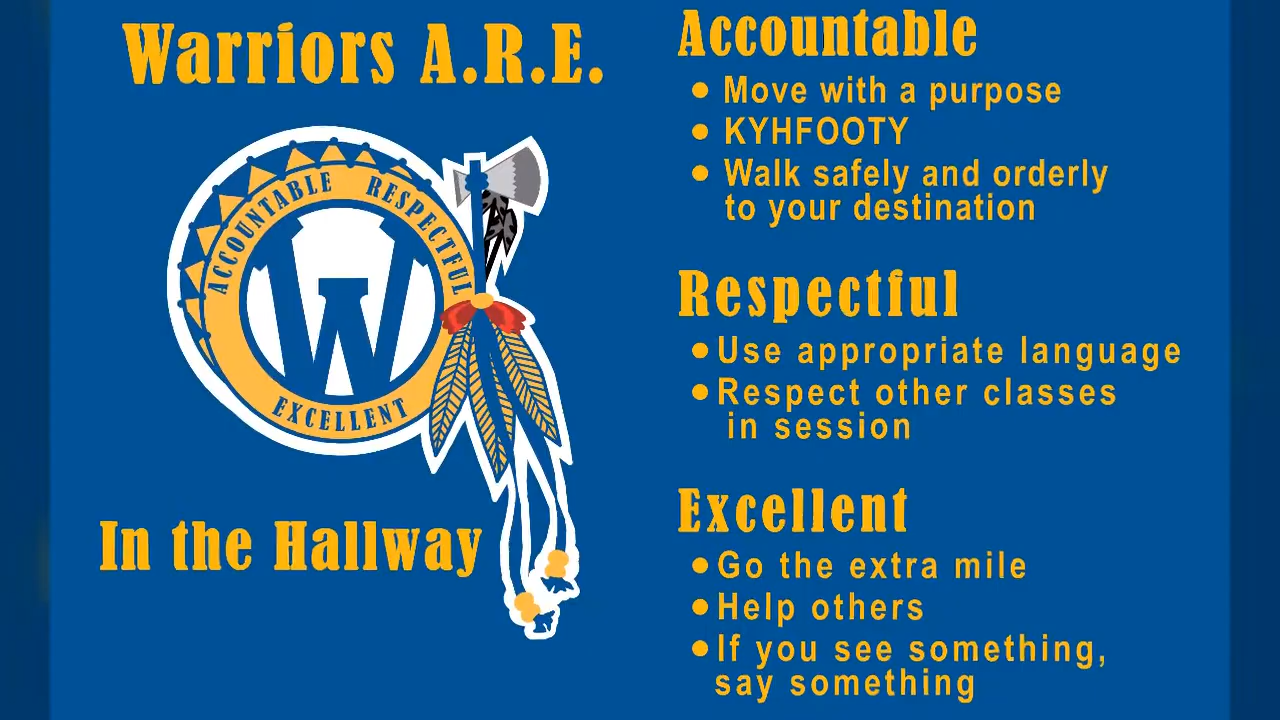 Warriors A.R.E.
ACCOUNTABLE RESPECTFUL
W
EXCELLENT
In the Hallway
Accountable
• Move with a purpose
• KYHFOOTY
• Walk safely and orderly
to your destination
Respectful
• Use appropriate language
• Respect other classes
in session
Excellent
• Go the extra mile
• Help others
• If you see something,
say something